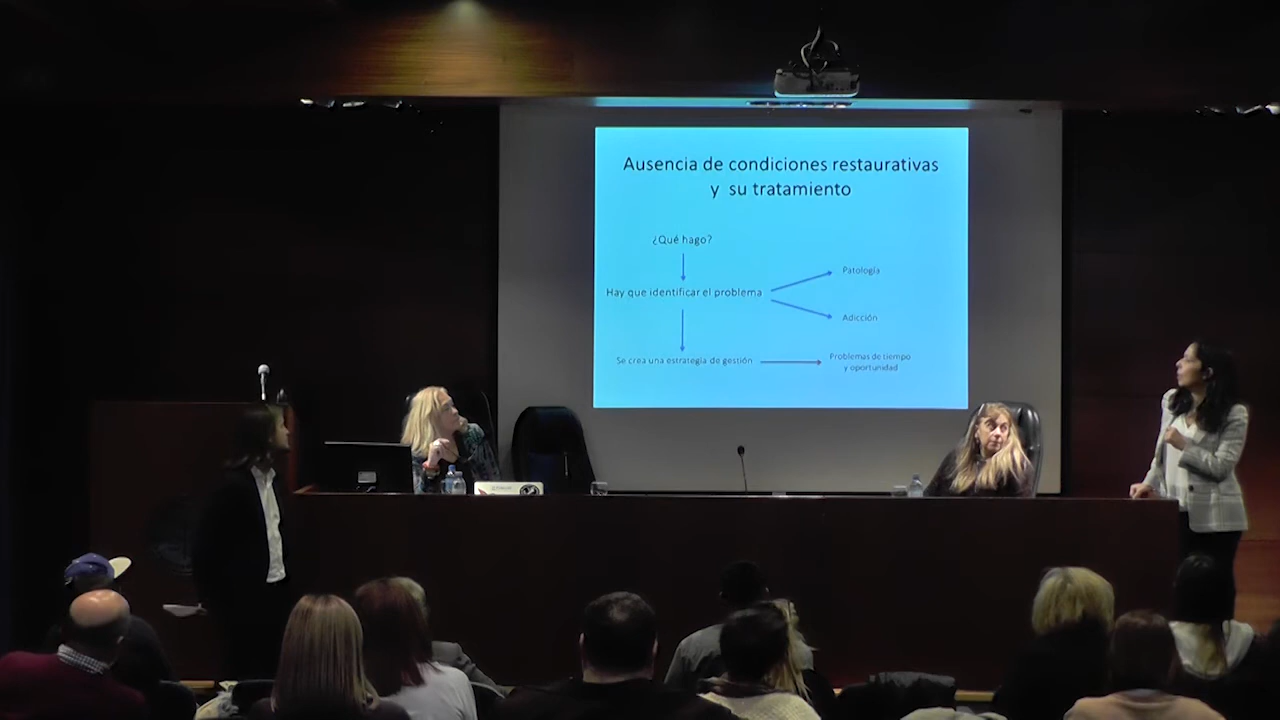 Ausencia de condiciones restaurativas
y su tratamiento
¿Qué hago?
Patología
Hay que identificar el problema
Adicción
Se crea una estrategia de gestión
Problemas de tiempo
y oportunidad